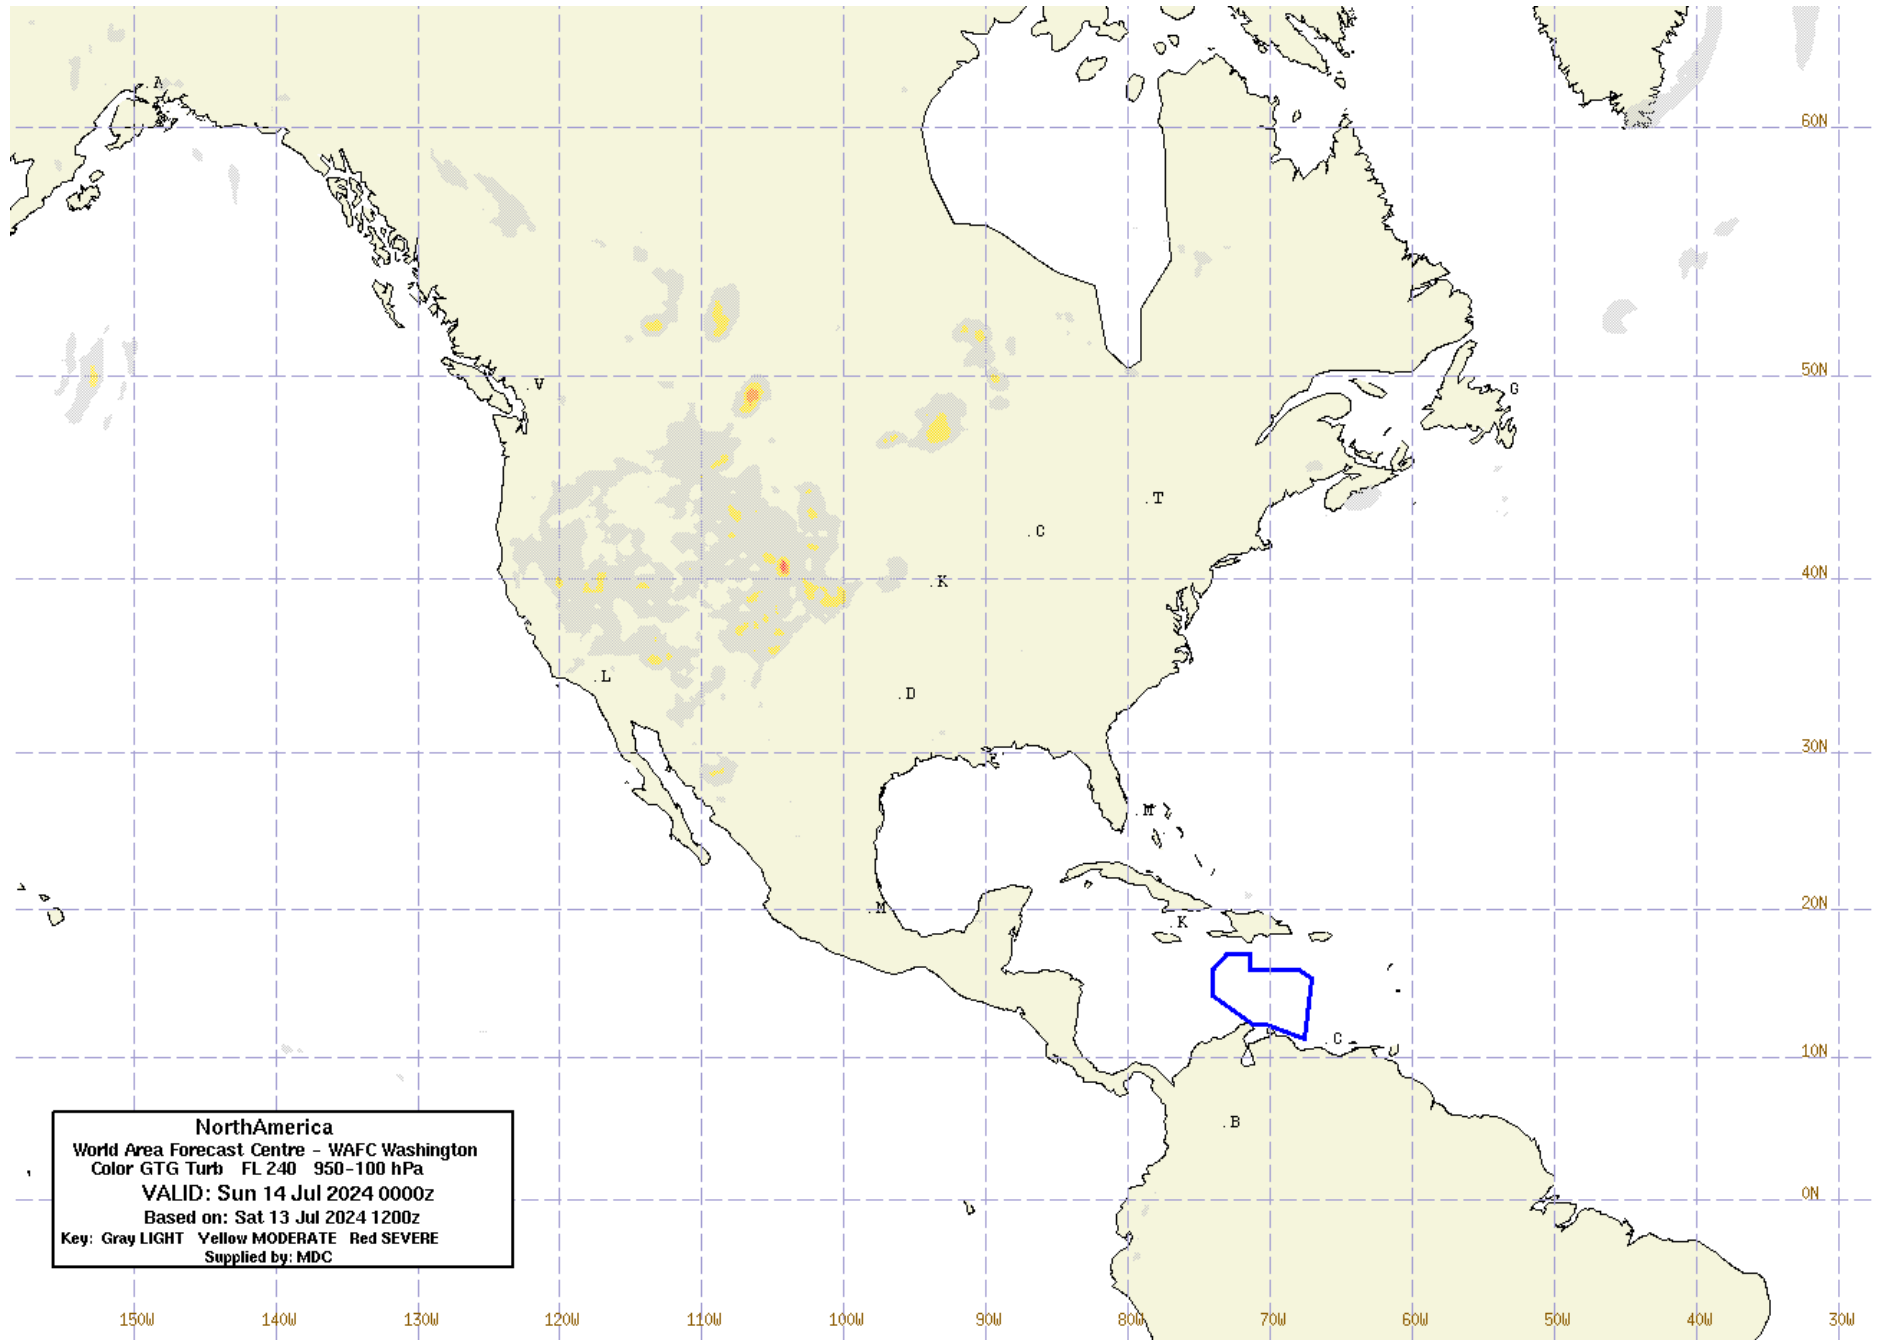 A
60N
50N
V
G
T
C
40N
K
L
D
30N
M
20N
M
K
C
10N
B
NorthAmerica
World Area Forecast Centre - WAFC Washington
Color GTG Turb FL 240 950-100 hPa
VALID: Sun 14 Jul 2024 0000z
Based on: Sat 13 Jul 2024 1200z
Key: Gray LIGHT Yellow MODERATE Red SEVERE
Supplied by: MDC
0N
150W 140W 130W 120W 110W 100W 90W 80W 70W 60W 50W 40W 30W